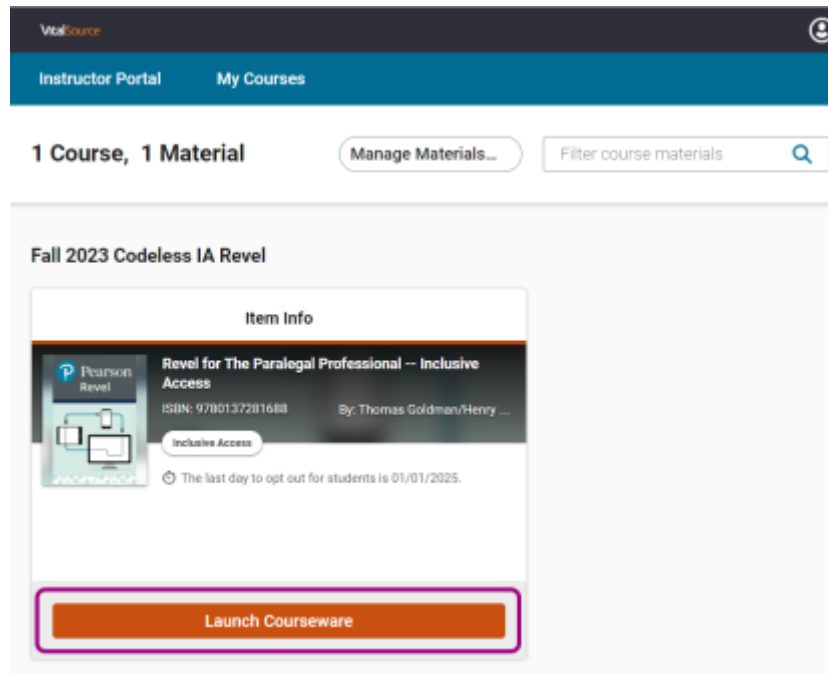 VitalSource
Instructor Portal My Courses
1 Course, 1 Material Manage Materials... Filter course materials
Fall 2023 Codeless IA Revel
Item Info
Pearson
Revel
Revel for The Paralegal Professional -- Inclusive
Access
ISBN: 9780137281688 By: Thomas Goldman/Henry ...
Inclusive Access
The last day to opt out for students is 01/01/2025.
Launch Courseware